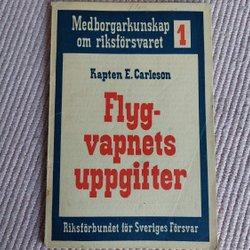 Medborgarkunskap
om riksförsvaret
1
Kapten E. Carleson
Flyg-
vapnets
uppgifter
Riksförbundet för Sveriges Försvar